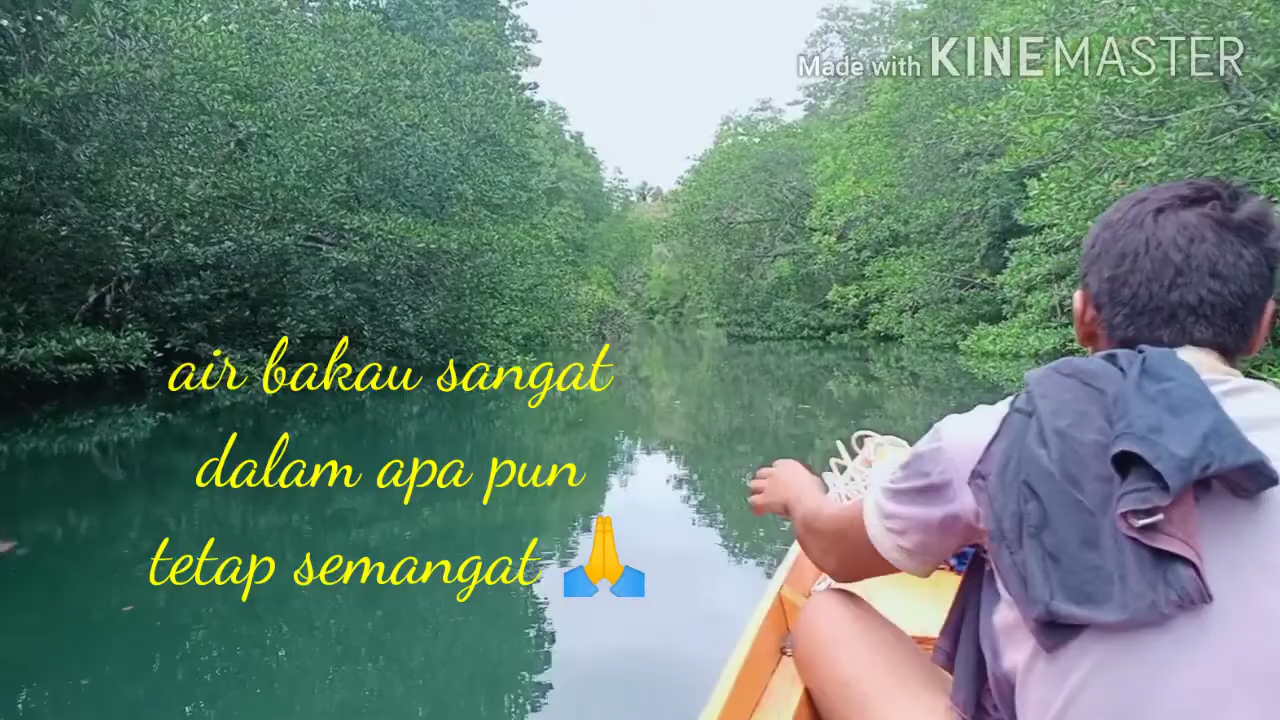 Made with KINEMASTER
air bakau sangat
dalam apa pun
tetap semangat 🙏